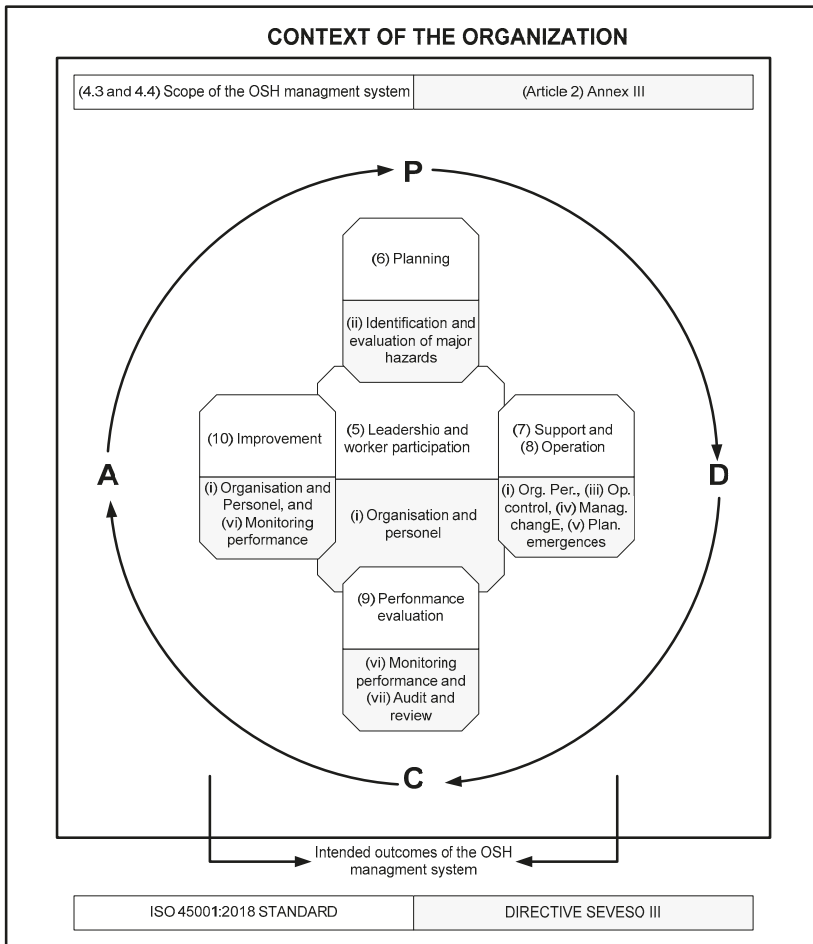 CONTEXT OF THE ORGANIZATION
(4.3 and 4.4) Scope of the OSH managment system
(Article 2) Annex III
P
(6) Planning
(ii) Identification and
evaluation of major
hazards
(10) Improvement
(i) Organisation and
Personel, and
(vi) Monitoring
performance
(5) Leadership and
worker participation
(i) Organisation and
personel
(7) Support and
(8) Operation
(i) Org. Per., (iii) Op.
control, (iv) Manag.
changE, (v) Plan.
emergences
A
D
(9) Perfonmance
evaluation
(vi) Monitoring
performance and
(vii) Audit and
review
C
Intended outcomes of the OSH
managment system
ISO 45001:2018 STANDARD
DIRECTIVE SEVESO III